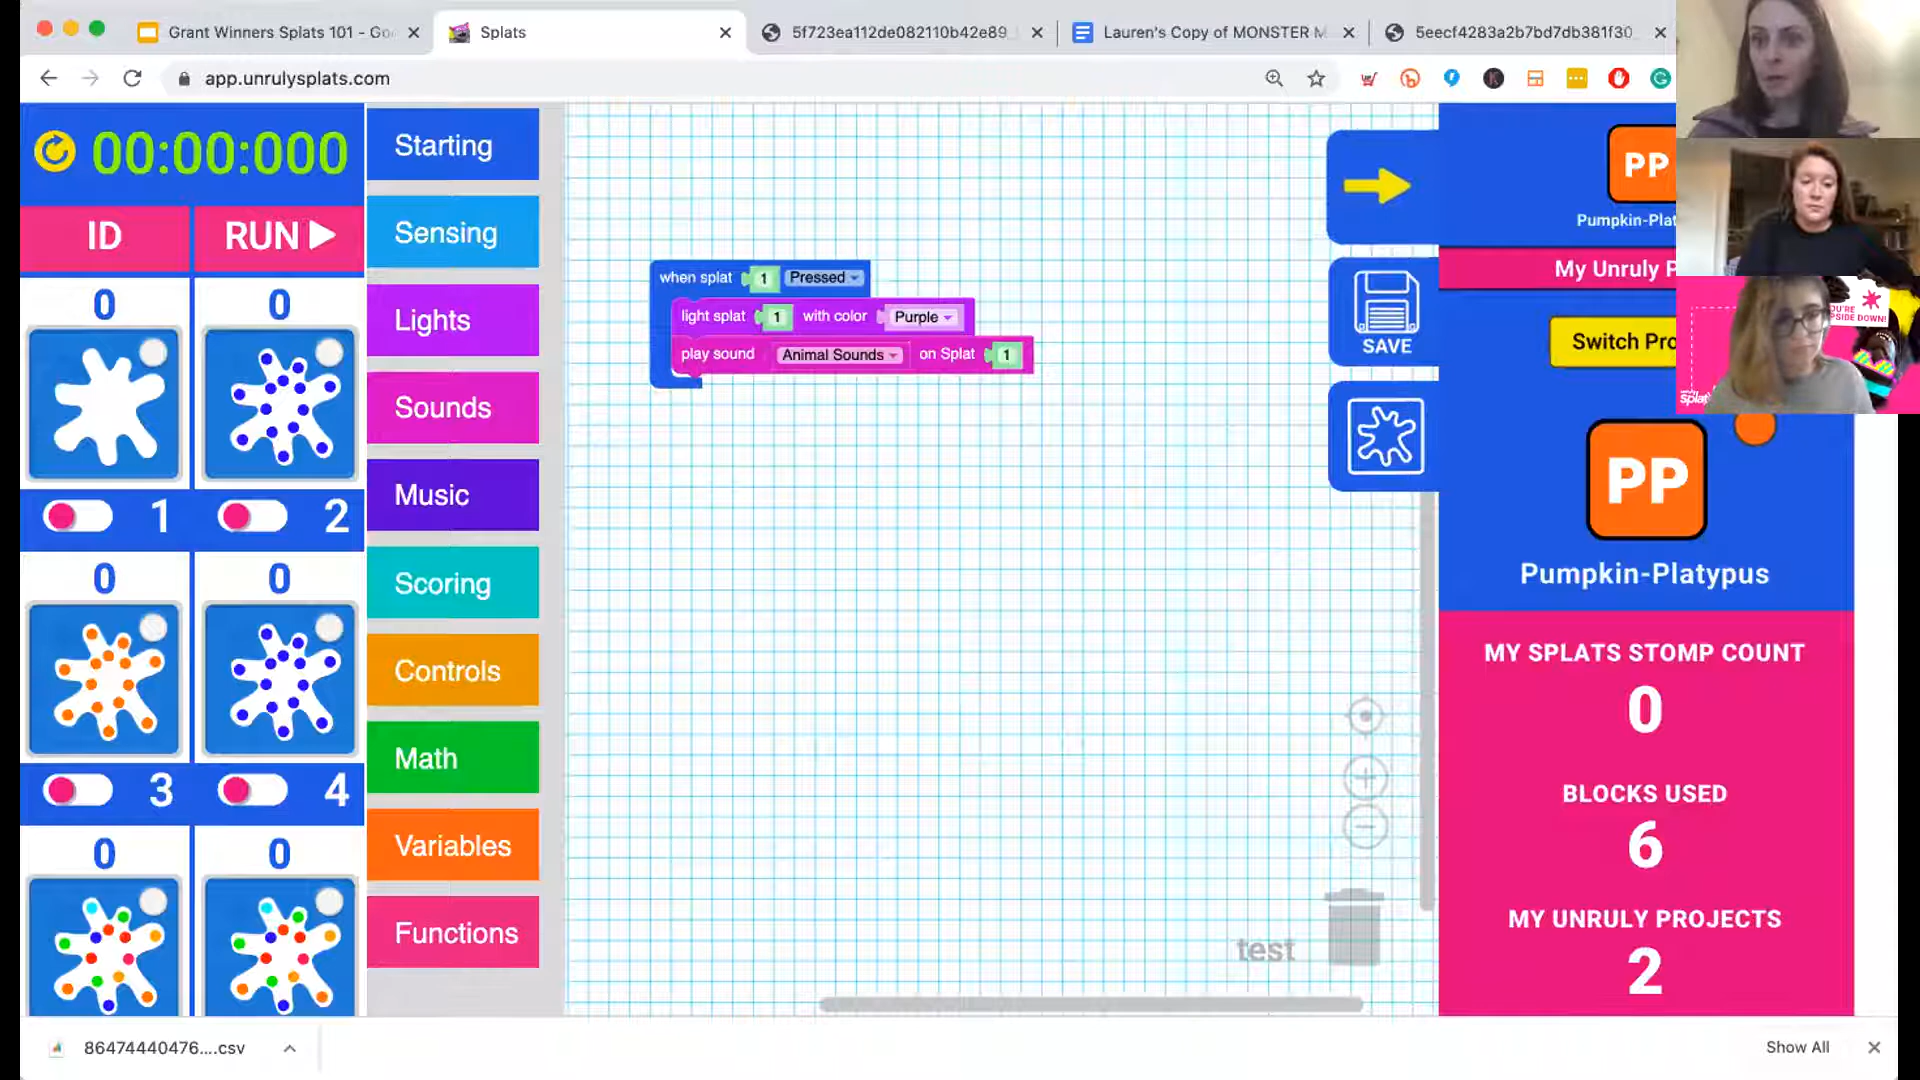 Grant Winners Splats 101 - Go
Splats
5f723ea112de082110b42e89_
Lauren's Copy of MONSTER M
5eecf4283a2b7bd7db381f30_
app.unrulysplats.com
00:00:000
ID
RUN
0
0
1
2
0
0
3
4
0
0
Starting
Sensing
Lights
Sounds
Music
Scoring
Controls
Math
Variables
Functions
when splat 1 Pressed
light splat 1 with color Purple
play sound Animal Sounds on Splat 1
test
SAVE
PP
Pumpkin-Plat
My Unruly P
Switch Pro
PP
Pumpkin-Platypus
MY SPLATS STOMP COUNT
0
BLOCKS USED
6
MY UNRULY PROJECTS
2
Splat
86474440476....csv
Show All